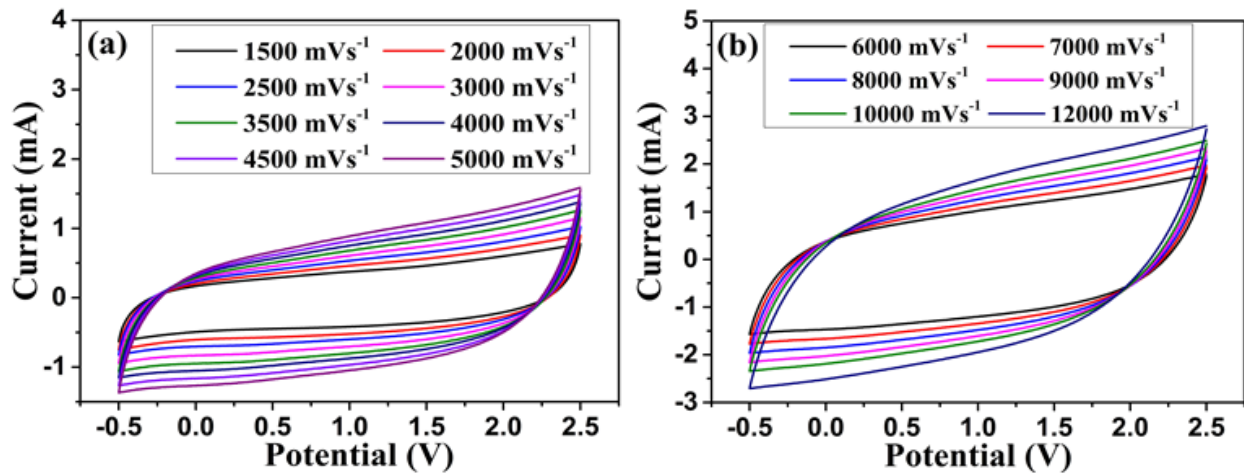 (a)
1500 mVs⁻¹ 2000 mVs⁻¹
2500 mVs⁻¹ 3000 mVs⁻¹
3500 mVs⁻¹ 4000 mVs⁻¹
4500 mVs⁻¹ 5000 mVs⁻¹
4
3
2
1
0
-1
Current (mA)
-0.5 0.0 0.5 1.0 1.5 2.0 2.5
Potential (V)
(b)
6000 mVs⁻¹ 7000 mVs⁻¹
8000 mVs⁻¹ 9000 mVs⁻¹
10000 mVs⁻¹ 12000 mVs⁻¹
5
4
3
2
1
0
-1
-2
-3
Current (mA)
-0.5 0.0 0.5 1.0 1.5 2.0 2.5
Potential (V)